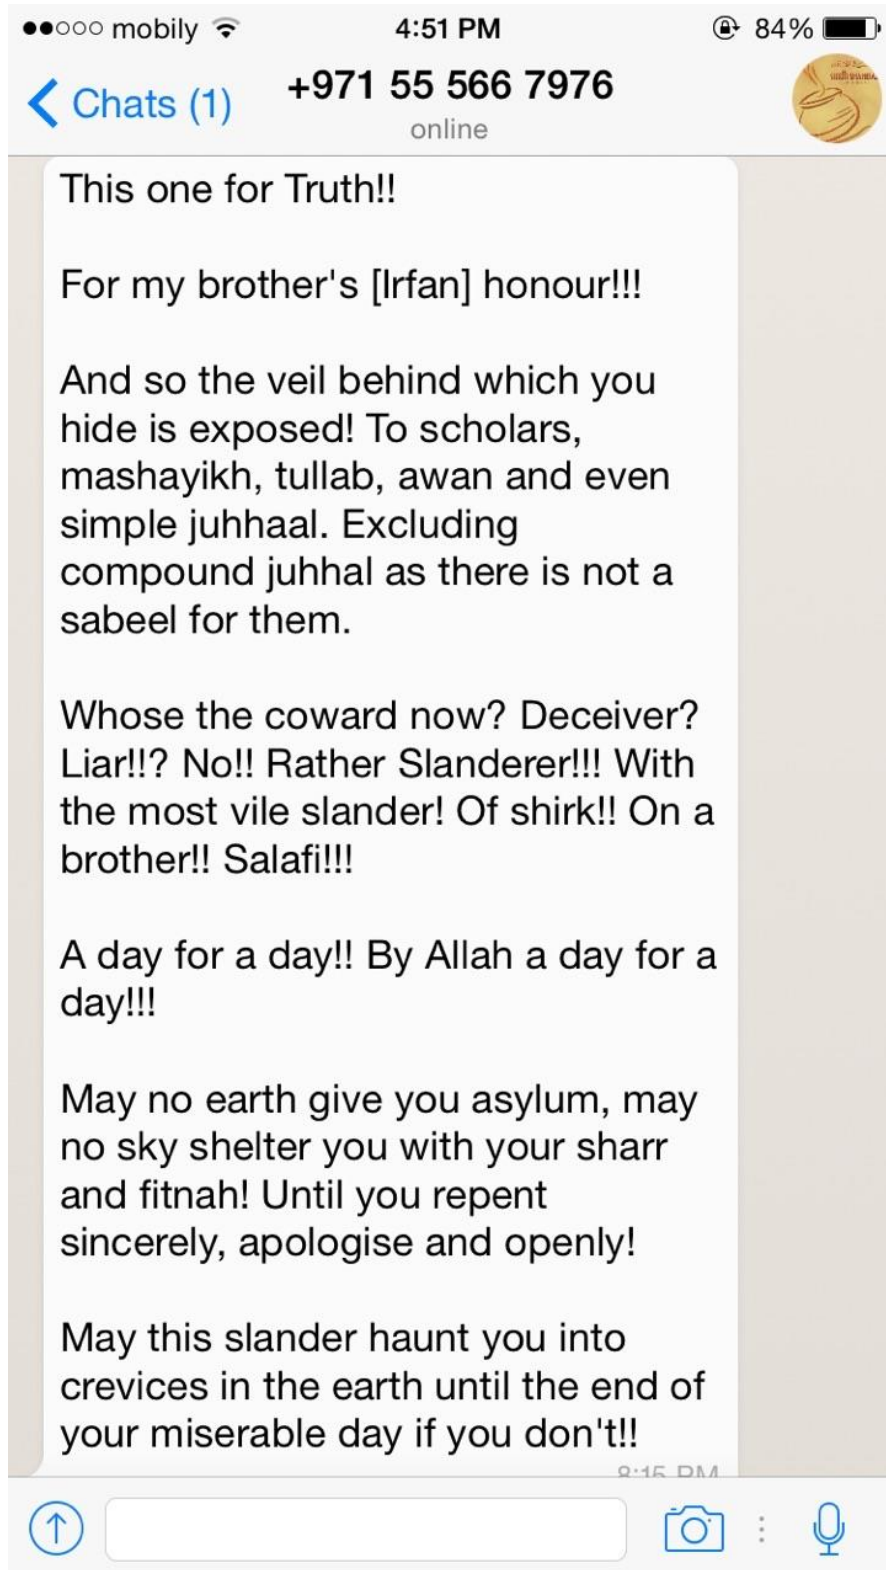 mobily
4:51 PM
84%
Chats (1)
+971 55 566 7976
online
This one for Truth!!
For my brother's [Irfan] honour!!!
And so the veil behind which you
hide is exposed! To scholars,
mashayikh, tullab, awan and even
simple juhhaal. Excluding
compound juhhal as there is not a
sabeel for them.
Whose the coward now? Deceiver?
Liar!!? No!! Rather Slanderer!!! With
the most vile slander! Of shirk!! On a
brother!! Salafi!!!
A day for a day!! By Allah a day for a
day!!!
May no earth give you asylum, may
no sky shelter you with your sharr
and fitnah! Until you repent
sincerely, apologise and openly!
May this slander haunt you into
crevices in the earth until the end of
your miserable day if you don't!!
8:15 PM